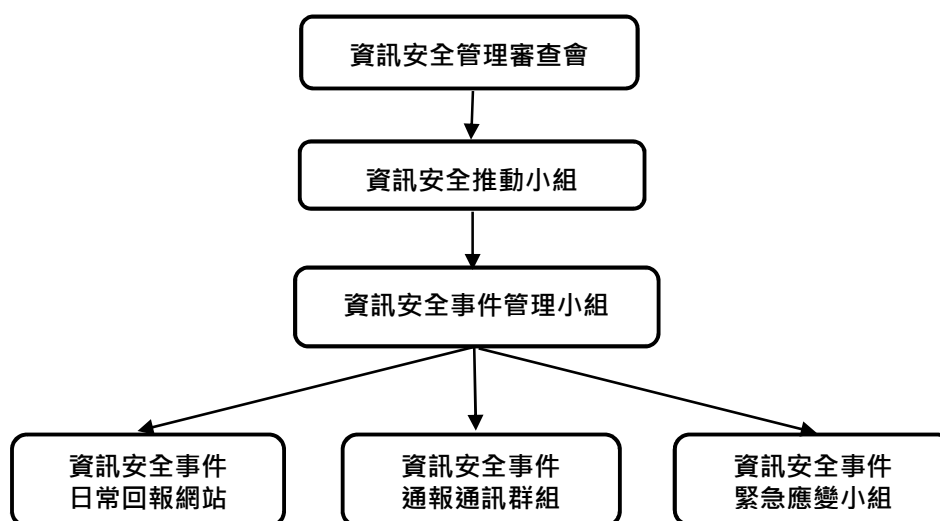 資訊安全管理審查會
資訊安全推動小組
資訊安全事件管理小組
資訊安全事件
日常回報網站
資訊安全事件
通報通訊群組
資訊安全事件
緊急應變小組